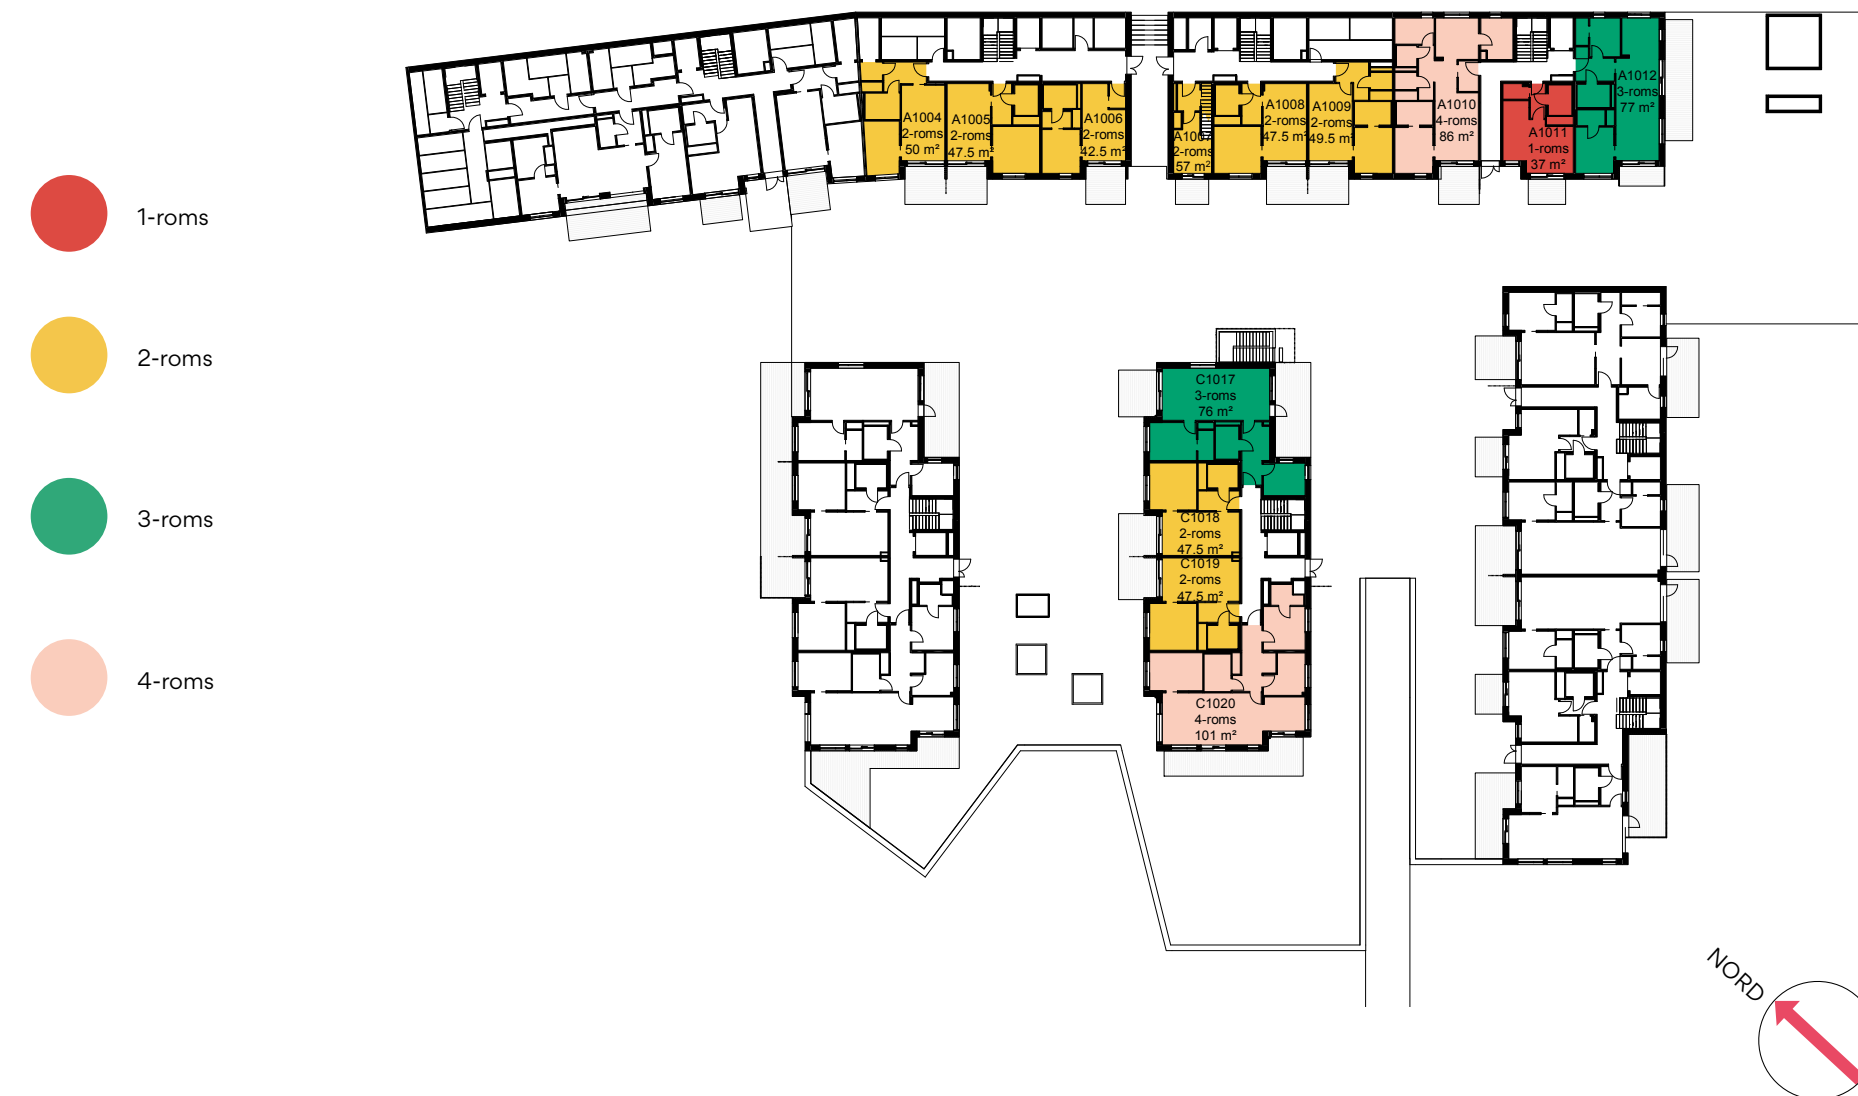 1-roms
2-roms
3-roms
4-roms
A1004
2-roms
50 m²
A1005
2-roms
47.5 m²
A1006
2-roms
42.5 m²
A1007
2-roms
57 m²
A1008
2-roms
47.5 m²
A1009
2-roms
49.5 m²
A1010
4-roms
86 m²
A1011
1-roms
37 m²
A1012
3-roms
77 m²
C1017
3-roms
76 m²
C1018
2-roms
47.5 m²
C1019
2-roms
47.5 m²
C1020
4-roms
101 m²
NORD